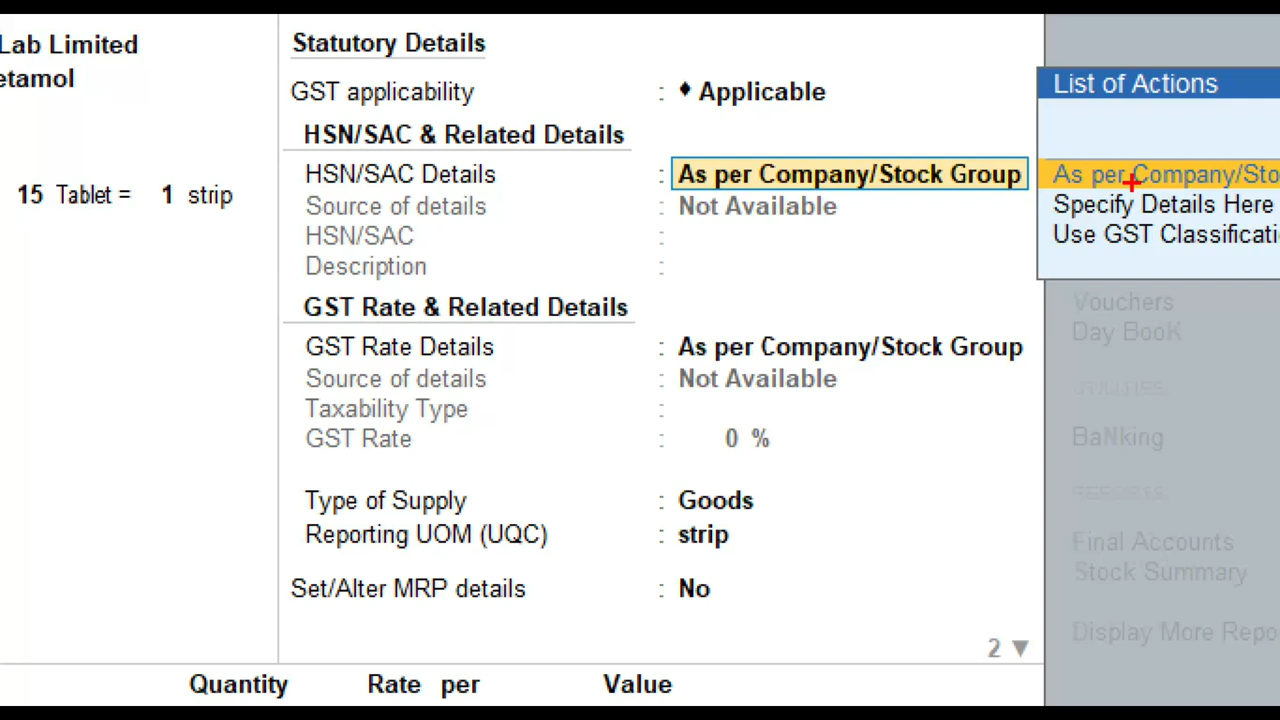 Lab Limited
etamol
15 Tablet = 1 strip
Statutory Details
GST applicability : ♦ Applicable
HSN/SAC & Related Details
HSN/SAC Details : As per Company/Stock Group
Source of details : Not Available
HSN/SAC :
Description :
GST Rate & Related Details
GST Rate Details : As per Company/Stock Group
Source of details : Not Available
Taxability Type :
GST Rate : 0 %
Type of Supply : Goods
Reporting UOM (UQC) : strip
Set/Alter MRP details : No
2 ▼
Quantity Rate per Value
List of Actions
As per Company/Sto
Specify Details Here
Use GST Classificati
Vouchers
Day BooK
BaNking
Final Accounts
Stock Summary
Display More Repo